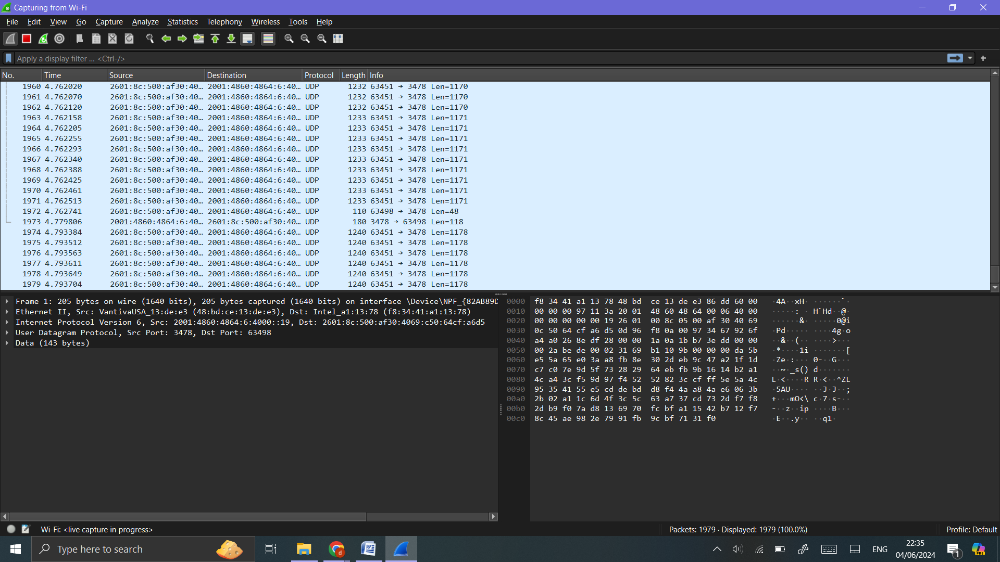 Capturing from Wi-Fi
File Edit View Go Capture Analyze Statistics Telephony Wireless Tools Help
Apply a display filter … <Ctrl-/>
No. Time Source Destination Protocol Length Info
1960 4.762020 2601:8c:500:af30:40… 2001:4860:4864:6:40… UDP 1232 63451 → 3478 Len=1170
1961 4.762070 2601:8c:500:af30:40… 2001:4860:4864:6:40… UDP 1232 63451 → 3478 Len=1170
1962 4.762120 2601:8c:500:af30:40… 2001:4860:4864:6:40… UDP 1232 63451 → 3478 Len=1170
1963 4.762158 2601:8c:500:af30:40… 2001:4860:4864:6:40… UDP 1233 63451 → 3478 Len=1171
1964 4.762205 2601:8c:500:af30:40… 2001:4860:4864:6:40… UDP 1233 63451 → 3478 Len=1171
1965 4.762255 2601:8c:500:af30:40… 2001:4860:4864:6:40… UDP 1233 63451 → 3478 Len=1171
1966 4.762293 2601:8c:500:af30:40… 2001:4860:4864:6:40… UDP 1233 63451 → 3478 Len=1171
1967 4.762340 2601:8c:500:af30:40… 2001:4860:4864:6:40… UDP 1233 63451 → 3478 Len=1171
1968 4.762388 2601:8c:500:af30:40… 2001:4860:4864:6:40… UDP 1233 63451 → 3478 Len=1171
1969 4.762425 2601:8c:500:af30:40… 2001:4860:4864:6:40… UDP 1233 63451 → 3478 Len=1171
1970 4.762461 2601:8c:500:af30:40… 2001:4860:4864:6:40… UDP 1233 63451 → 3478 Len=1171
1971 4.762513 2601:8c:500:af30:40… 2001:4860:4864:6:40… UDP 1233 63451 → 3478 Len=1171
1972 4.762741 2601:8c:500:af30:40… 2001:4860:4864:6:40… UDP 110 63498 → 3478 Len=48
1973 4.779806 2001:4860:4864:6:40… 2601:8c:500:af30:40… UDP 180 3478 → 63498 Len=118
1974 4.793384 2601:8c:500:af30:40… 2001:4860:4864:6:40… UDP 1240 63451 → 3478 Len=1178
1975 4.793512 2601:8c:500:af30:40… 2001:4860:4864:6:40… UDP 1240 63451 → 3478 Len=1178
1976 4.793563 2601:8c:500:af30:40… 2001:4860:4864:6:40… UDP 1240 63451 → 3478 Len=1178
1977 4.793611 2601:8c:500:af30:40… 2001:4860:4864:6:40… UDP 1240 63451 → 3478 Len=1178
1978 4.793649 2601:8c:500:af30:40… 2001:4860:4864:6:40… UDP 1240 63451 → 3478 Len=1178
1979 4.793704 2601:8c:500:af30:40… 2001:4860:4864:6:40… UDP 1240 63451 → 3478 Len=1178
Frame 1: 205 bytes on wire (1640 bits), 205 bytes captured (1640 bits) on interface \Device\NPF_{82AB89D
Ethernet II, Src: VantivaUSA_13:de:e3 (48:bd:ce:13:de:e3), Dst: Intel_a1:13:78 (f8:34:41:a1:13:78)
Internet Protocol Version 6, Src: 2001:4860:4864:6:4000::19, Dst: 2601:8c:500:af30:4069:c50:64cf:a6d5
User Datagram Protocol, Src Port: 3478, Dst Port: 63498
Data (143 bytes)
0000 f8 34 41 a1 13 78 48 bd ce 13 de e3 86 dd 60 00 ·4A··xH· ······`·
0010 00 00 00 97 11 3a 20 01 48 60 48 64 00 06 40 00 ·····: · H`Hd··@·
0020 00 00 00 00 00 19 26 01 00 8c 05 00 af 30 40 69 ······&· ·····0@i
0030 0c 50 64 cf a6 d5 0d 96 f8 0a 00 97 34 67 92 6f ·Pd····· ····4g·o
0040 a4 a0 26 8e df 28 00 00 1a 0a 1b b7 3e dd 00 00 ··&··(·· ····>···
0050 00 2a be de 00 02 31 69 b1 10 9b 00 00 00 da 5b ·*····1i ·······[
0060 e5 5a 65 e0 3a a8 fb 8e 30 2d eb 9c 47 a2 1f 1d ·Ze·:··· 0-··G···
0070 c7 c0 7e 9d 5f 73 28 29 64 eb fb 9b 16 14 b2 a1 ··~·_s() d·······
0080 4c a4 3c f5 9d 97 f4 52 52 82 3c cf ff 5e 5a 4c L·<····R R·<··^ZL
0090 95 35 41 55 e5 cd de bd d8 f4 4a a8 4a e6 06 3b ·5AU···· ··J·J··;
00a0 2b 02 a1 1c 6d 4f 3c 5c 63 a7 37 cd 73 2d f7 f8 +···mO<\ c·7·s-··
00b0 2d b9 f0 7a d8 13 69 70 fc bf a1 15 42 b7 12 f7 -··z··ip ····B···
00c0 8c 45 ae 98 2e 79 91 fb 9c bf 71 31 f0 ·E··.y·· ··q1·
Wi-Fi: <live capture in progress>
Packets: 1979 · Displayed: 1979 (100.0%)
Profile: Default
Type here to search
ENG
22:35
04/06/2024
1
PRE